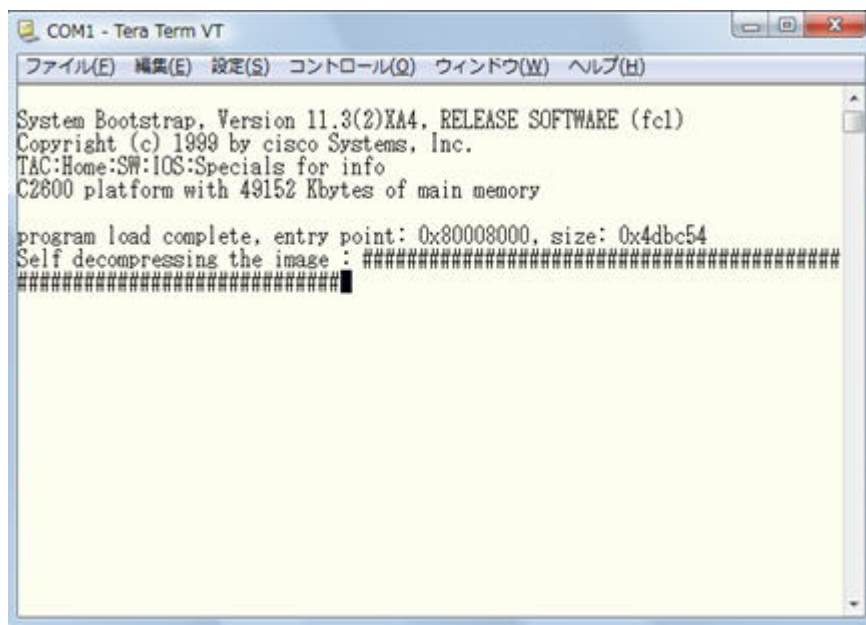 COM1 - Tera Term VT
ファイル(F) 編集(E) 設定(S) コントロール(O) ウィンドウ(W) ヘルプ(H)
System Bootstrap, Version 11.3(2)XA4, RELEASE SOFTWARE (fc1)
Copyright (c) 1999 by cisco Systems, Inc.
TAC:Home:SW:IOS:Specials for info
C2600 platform with 49152 Kbytes of main memory
program load complete, entry point: 0x80008000, size: 0x4dbc54
Self decompressing the image : ###########################################
#############################